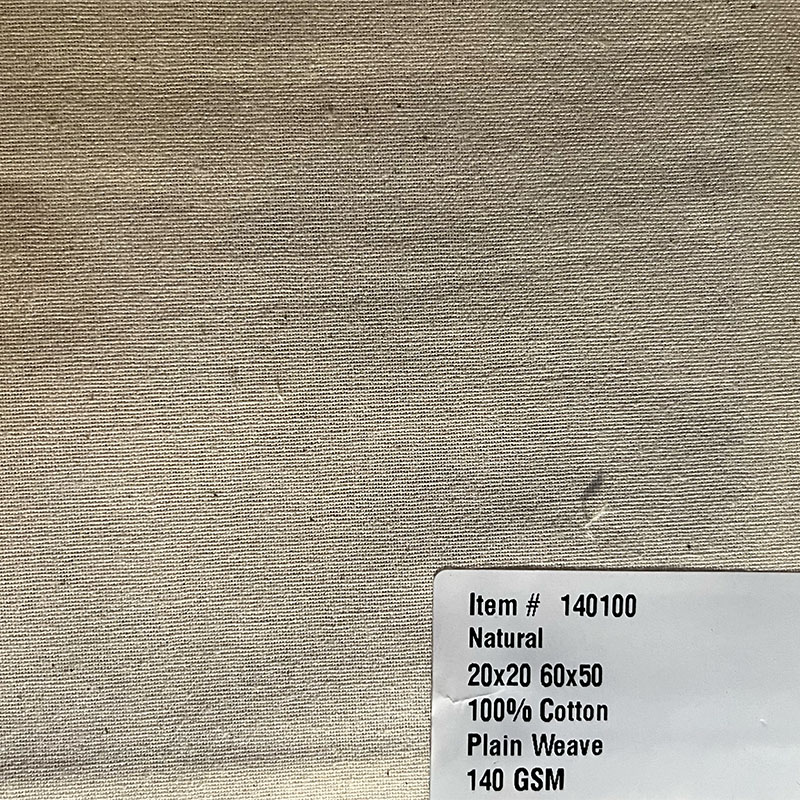 Item # 140100
Natural
20x20 60x50
100% Cotton
Plain Weave
140 GSM